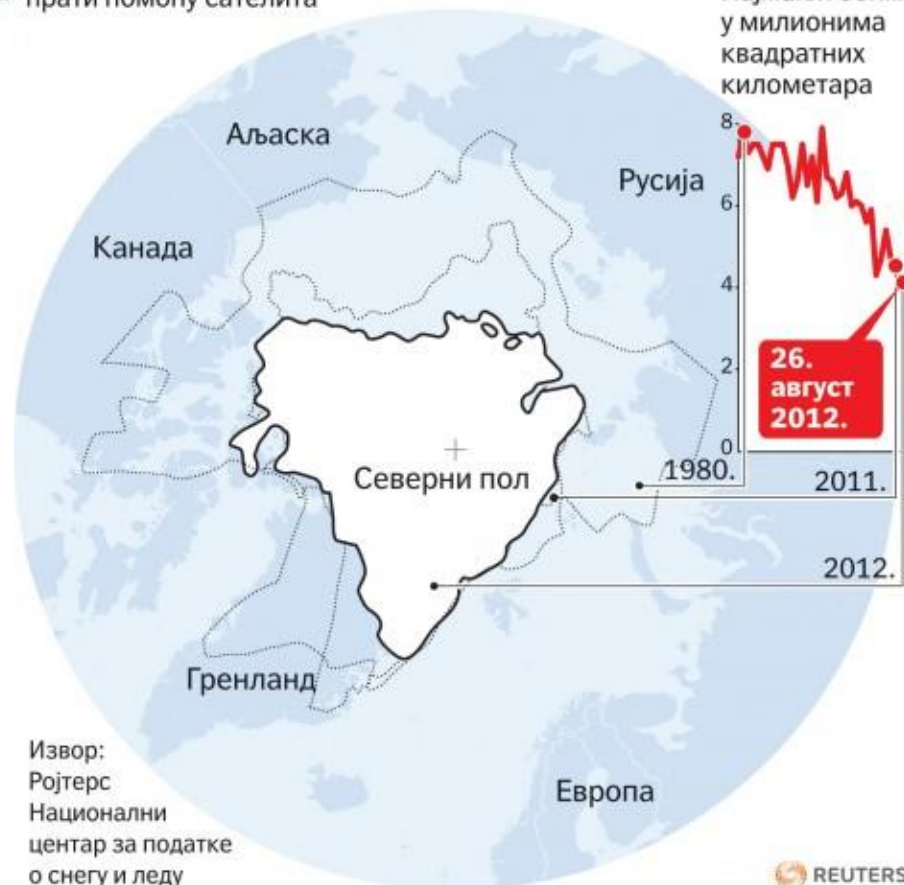 прати помоћу сателита
у милионима
квадратних
километара
8
6
4
2
0
Аљаска
Русија
Канада
26.
август
2012.
Северни пол
1980.
2011.
2012.
Гренланд
Европа
Извор:
Ројтерс
Национални
центар за податке
о снегу и леду
REUTERS